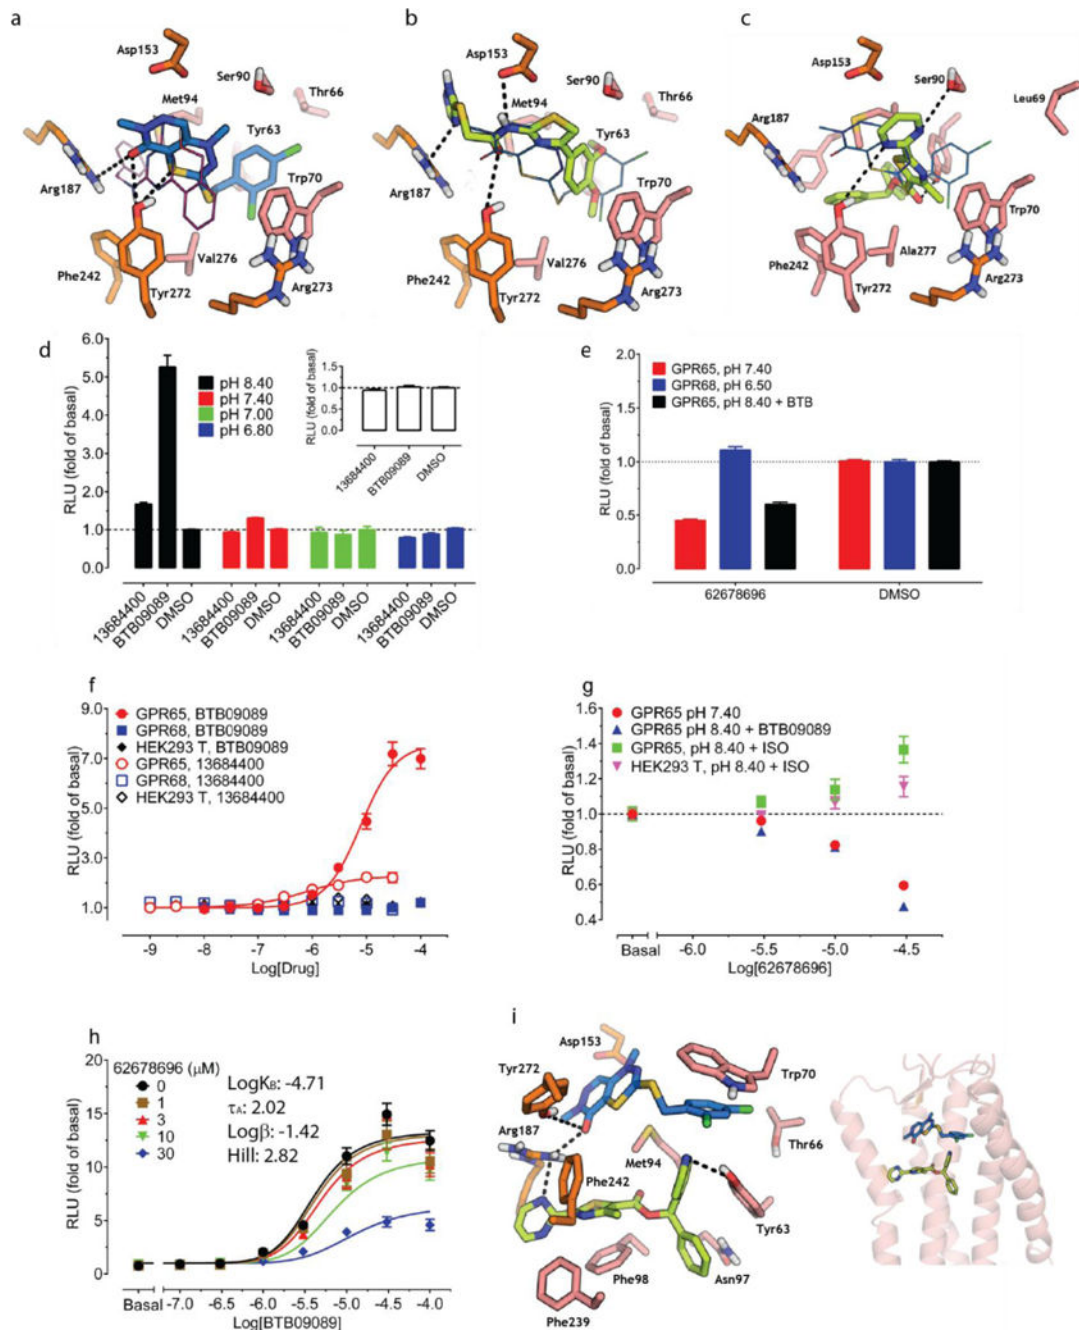 a
Asp153
Ser90
Thr66
Met94
Tyr63
Arg187
Trp70
Val276
Phe242
Tyr272
Arg273
b
Asp153
Ser90
Thr66
Met94
Tyr63
Arg187
Trp70
Val276
Phe242
Tyr272
Arg273
c
Asp153
Ser90
Leu69
Arg187
Trp70
Ala277
Phe242
Tyr272
Arg273
d
RLU (fold of basal)
6.0
5.0
4.0
3.0
2.0
1.0
0.0
pH 8.40
pH 7.40
pH 7.00
pH 6.80
13684400
BTB09089
DMSO
13684400
BTB09089
DMSO
13684400
BTB09089
DMSO
13684400
BTB09089
DMSO
RLU (fold of basal)
1.5
1.0
0.5
0.0
13684400
BTB09089
DMSO
e
RLU (fold of basal)
2.0
1.5
1.0
0.5
0.0
GPR65, pH 7.40
GPR68, pH 6.50
GPR65, pH 8.40 + BTB
62678696
DMSO
f
RLU (fold of basal)
9.0
7.0
5.0
3.0
1.0
GPR65, BTB09089
GPR68, BTB09089
HEK293 T, BTB09089
GPR65, 13684400
GPR68, 13684400
HEK293 T, 13684400
-9 -8 -7 -6 -5 -4
Log[Drug]
g
RLU (fold of basal)
1.6
1.4
1.2
1.0
0.8
0.6
0.4
GPR65 pH 7.40
GPR65 pH 8.40 + BTB09089
GPR65, pH 8.40 + ISO
HEK293 T, pH 8.40 + ISO
Basal -6.0 -5.5 -5.0 -4.5
Log[62678696]
h
RLU (fold of basal)
20
15
10
5
0
62678696 (μM)
0
1
3
10
30
LogKB: -4.71
τA: 2.02
Logβ: -1.42
Hill: 2.82
Basal -7.0 -6.5 -6.0 -5.5 -5.0 -4.5 -4.0
Log[BTB09089]
i
Asp153
Tyr272
Trp70
Arg187
Thr66
Met94
Phe242
Tyr63
Phe98
Asn97
Phe239